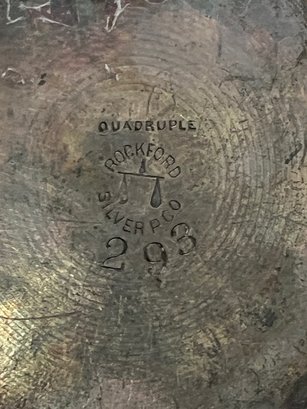 QUADRUPLE
ROCKFORD
SILVER P. CO
293